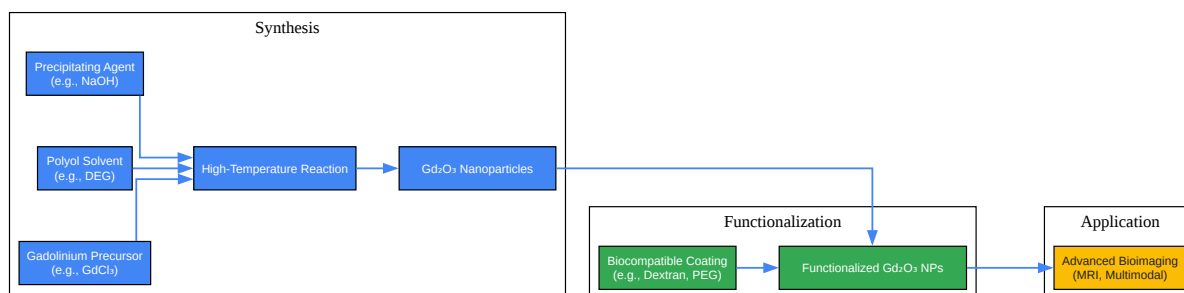 Synthesis
Precipitating Agent
(e.g., NaOH)
Polyol Solvent
(e.g., DEG)
Gadolinium Precursor
(e.g., GdCl₃)
High-Temperature Reaction
Gd₂O₃ Nanoparticles
Functionalization
Biocompatible Coating
(e.g., Dextran, PEG)
Functionalized Gd₂O₃ NPs
Application
Advanced Bioimaging
(MRI, Multimodal)